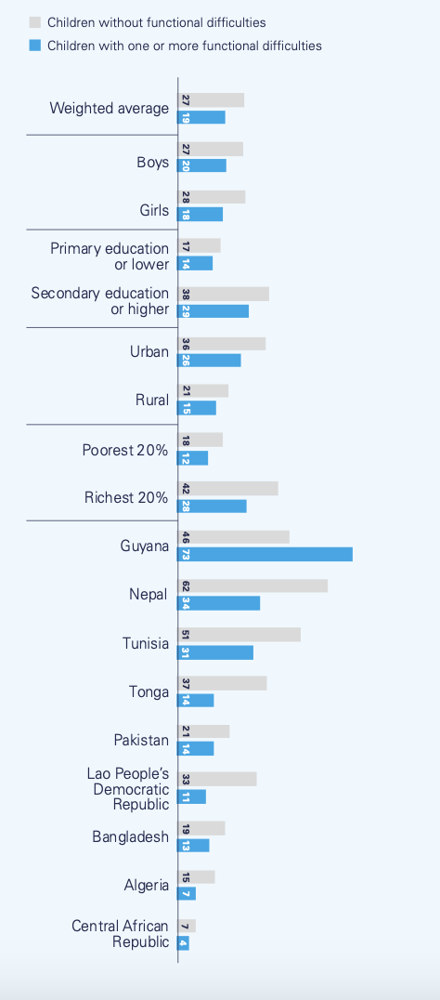 Children without functional difficulties
Children with one or more functional difficulties
Weighted average
27
19
Boys
27
20
Girls
28
18
Primary education
or lower
17
14
Secondary education
or higher
38
29
Urban
36
26
Rural
21
15
Poorest 20%
18
12
Richest 20%
42
28
Guyana
46
73
Nepal
62
34
Tunisia
51
31
Tonga
37
14
Pakistan
21
14
Lao People's
Democratic
Republic
33
11
Bangladesh
19
13
Algeria
15
7
Central African
Republic
7
4